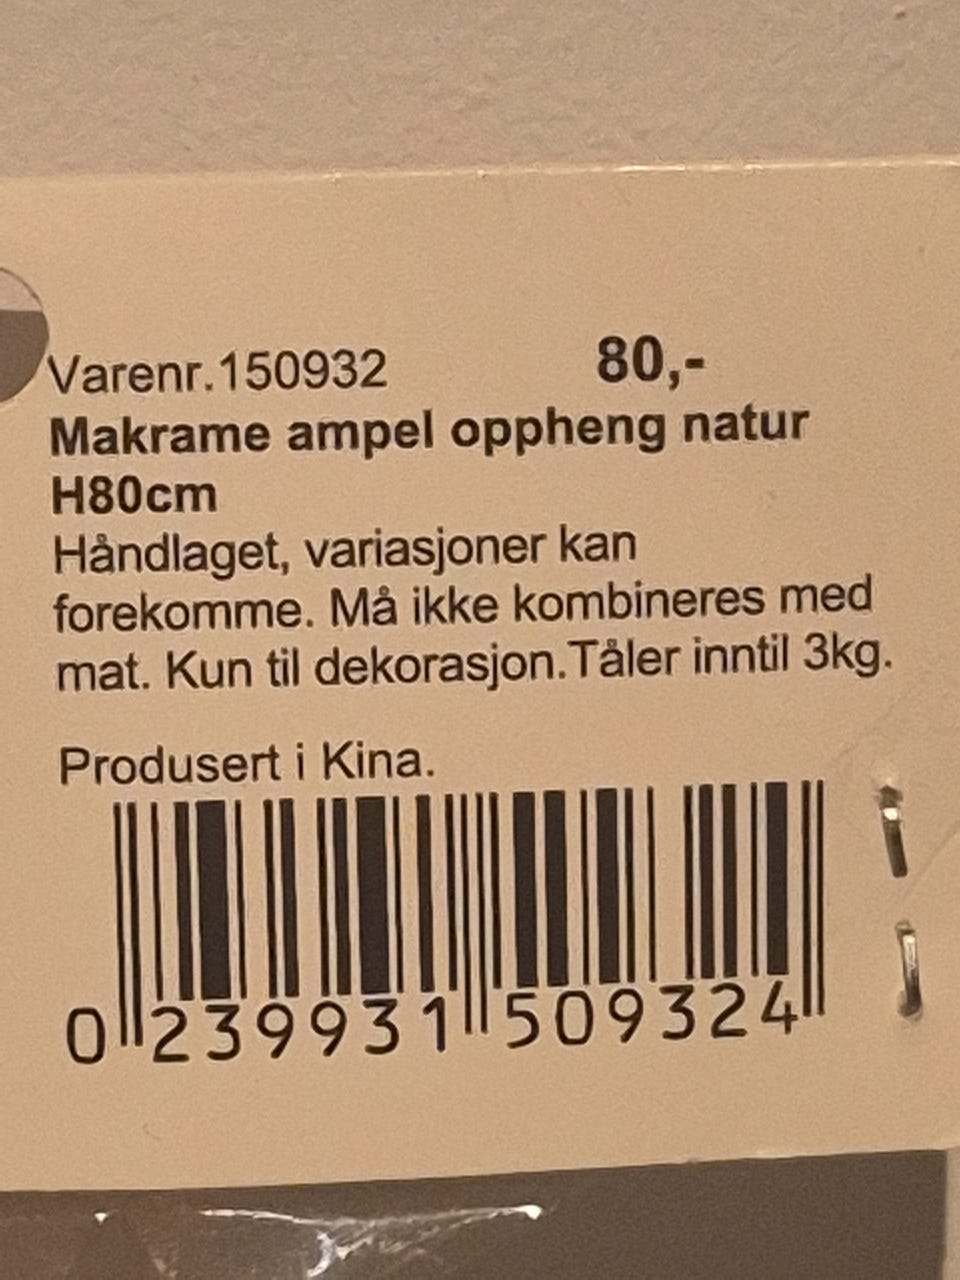 Varenr.150932 80,-
Makrame ampel oppheng natur
H80cm
Håndlaget, variasjoner kan
forekomme. Må ikke kombineres med
mat. Kun til dekorasjon.Tåler inntil 3kg.
Produsert i Kina.
0 239931 509324